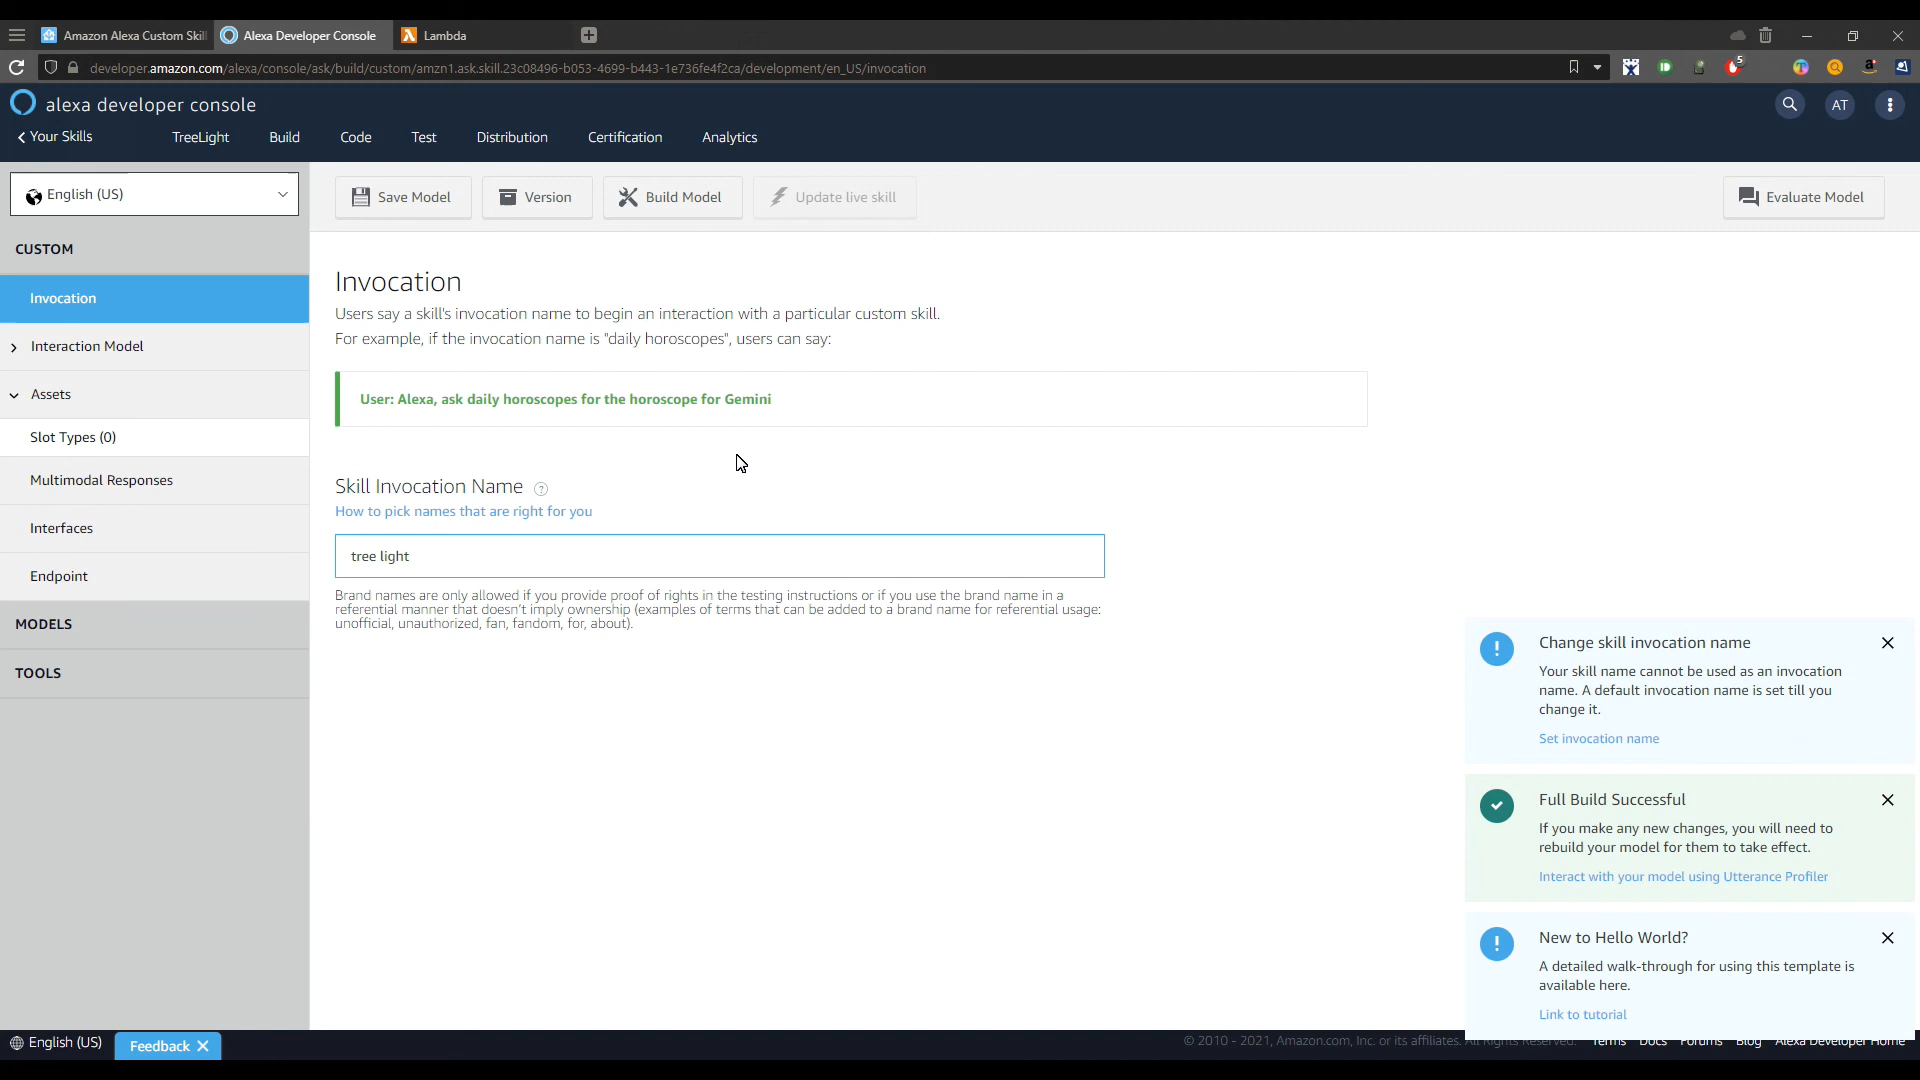 Amazon Alexa Custom Skil
Alexa Developer Console
Lambda
developer.amazon.com/alexa/console/ask/build/custom/amzn1.ask.skill.23c08496-b053-4699-b443-1e736fe4f2ca/development/en_US/invocation
5
alexa developer console
AT
Your Skills
TreeLight
Build
Code
Test
Distribution
Certification
Analytics
English (US)
Save Model
Version
Build Model
Update live skill
Evaluate Model
CUSTOM
Invocation
Interaction Model
Assets
Slot Types (0)
Multimodal Responses
Interfaces
Endpoint
MODELS
TOOLS
Invocation
Users say a skill's invocation name to begin an interaction with a particular custom skill.
For example, if the invocation name is "daily horoscopes", users can say:
User: Alexa, ask daily horoscopes for the horoscope for Gemini
Skill Invocation Name ?
How to pick names that are right for you
tree light
Brand names are only allowed if you provide proof of rights in the testing instructions or if you use the brand name in a
referential manner that doesn't imply ownership (examples of terms that can be added to a brand name for referential usage:
unofficial, unauthorized, fan, fandom, for, about).
Change skill invocation name
Your skill name cannot be used as an invocation
name. A default invocation name is set till you
change it.
Set invocation name
Full Build Successful
If you make any new changes, you will need to
rebuild your model for them to take effect.
Interact with your model using Utterance Profiler
New to Hello World?
A detailed walk-through for using this template is
available here.
Link to tutorial
English (US)
Feedback
© 2010 - 2021, Amazon.com, Inc. or its affiliates. All Rights Reserved.
Terms
Docs
Forums
Blog
Alexa Developer Home